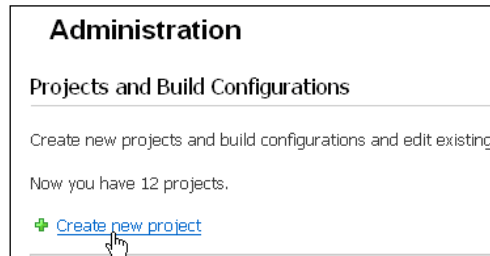 Administration
Projects and Build Configurations
Create new projects and build configurations and edit existing
Now you have 12 projects.
Create new project